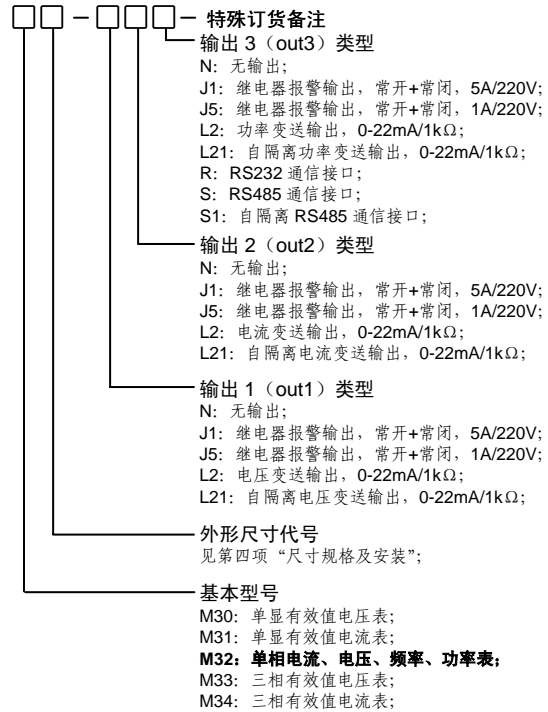 □□－□□□－特殊订货备注
输出 3（out3）类型
N：无输出；
J1：继电器报警输出，常开+常闭，5A/220V;
J5：继电器报警输出，常开+常闭，1A/220V;
L2：功率变送输出，0-22mA/1kΩ；
L21：自隔离功率变送输出，0-22mA/1kΩ；
R：RS232 通信接口；
S：RS485 通信接口；
S1：自隔离 RS485 通信接口；
输出 2（out2）类型
N：无输出；
J1：继电器报警输出，常开+常闭，5A/220V;
J5：继电器报警输出，常开+常闭，1A/220V;
L2：电流变送输出，0-22mA/1kΩ；
L21：自隔离电流变送输出，0-22mA/1kΩ；
输出 1（out1）类型
N：无输出；
J1：继电器报警输出，常开+常闭，5A/220V;
J5：继电器报警输出，常开+常闭，1A/220V;
L2：电压变送输出，0-22mA/1kΩ；
L21：自隔离电压变送输出，0-22mA/1kΩ；
外形尺寸代号
见第四项“尺寸规格及安装”；
基本型号
M30：单显有效值电压表；
M31：单显有效值电流表；
M32：单相电流、电压、频率、功率表；
M33：三相有效值电压表；
M34：三相有效值电流表；